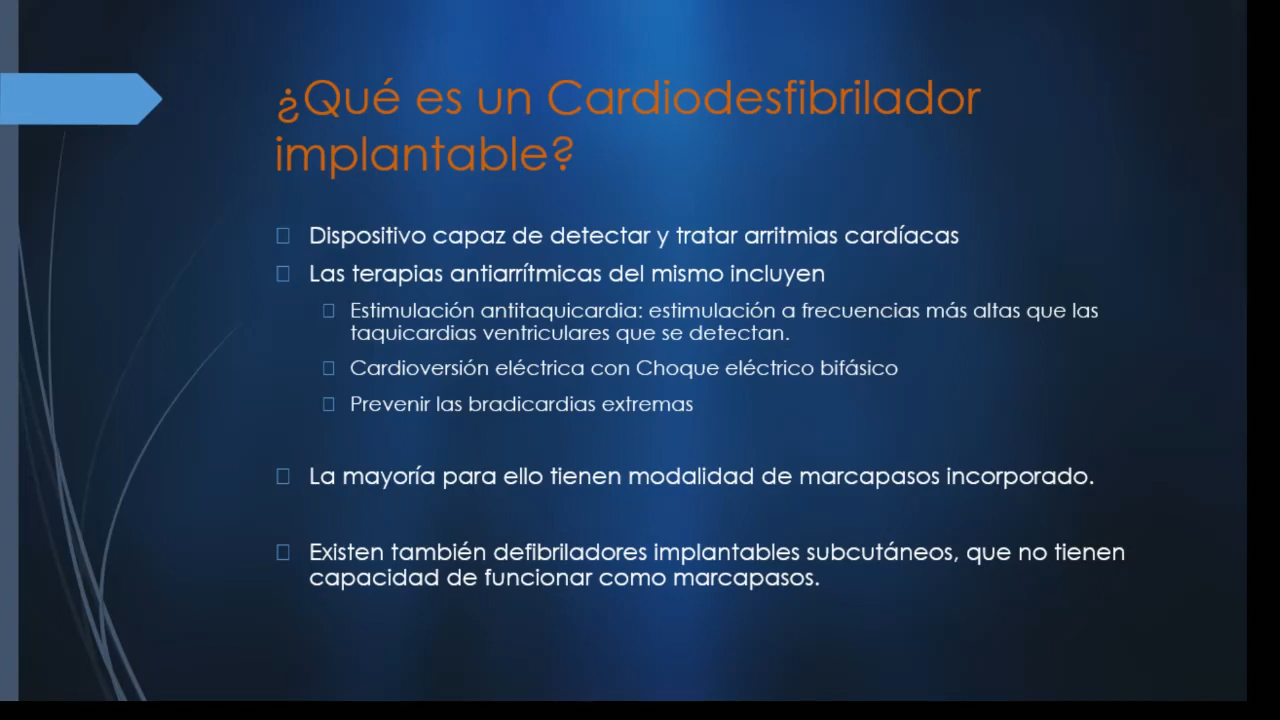 ¿Qué es un Cardiodesfibrilador
implantable?
Dispositivo capaz de detectar y tratar arritmias cardíacas
Las terapias antiarrítmicas del mismo incluyen
Estimulación antitaquicardia: estimulación a frecuencias más altas que las
taquicardias ventriculares que se detectan.
Cardioversión eléctrica con Choque eléctrico bifásico
Prevenir las bradicardias extremas
La mayoría para ello tienen modalidad de marcapasos incorporado.
Existen también defibriladores implantables subcutáneos, que no tienen
capacidad de funcionar como marcapasos.